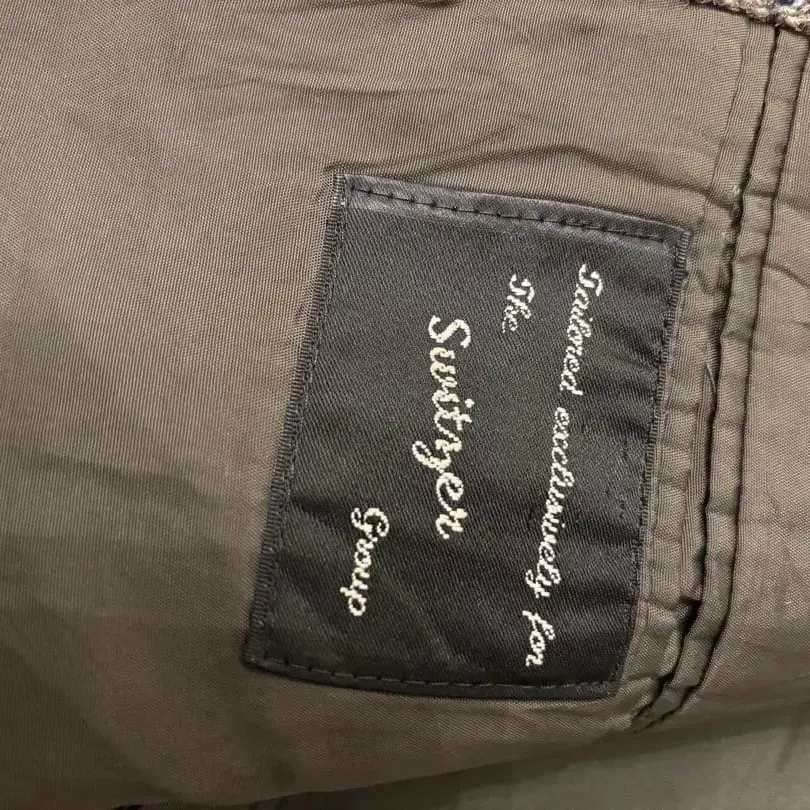 Tailored exclusively for
The
Switzer
Group